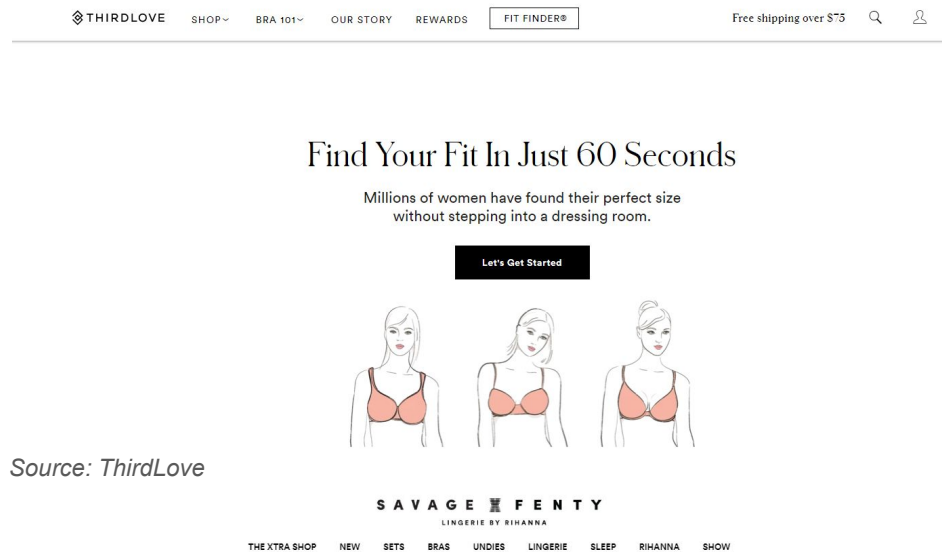 THIRDLOVE SHOP BRA 101 OUR STORY REWARDS FIT FINDER® Free shipping over $75
Find Your Fit In Just 60 Seconds
Millions of women have found their perfect size
without stepping into a dressing room.
Let's Get Started
Source: ThirdLove
SAVAGE X FENTY
LINGERIE BY RIHANNA
THE XTRA SHOP NEW SETS BRAS UNDIES LINGERIE SLEEP RIHANNA SHOW